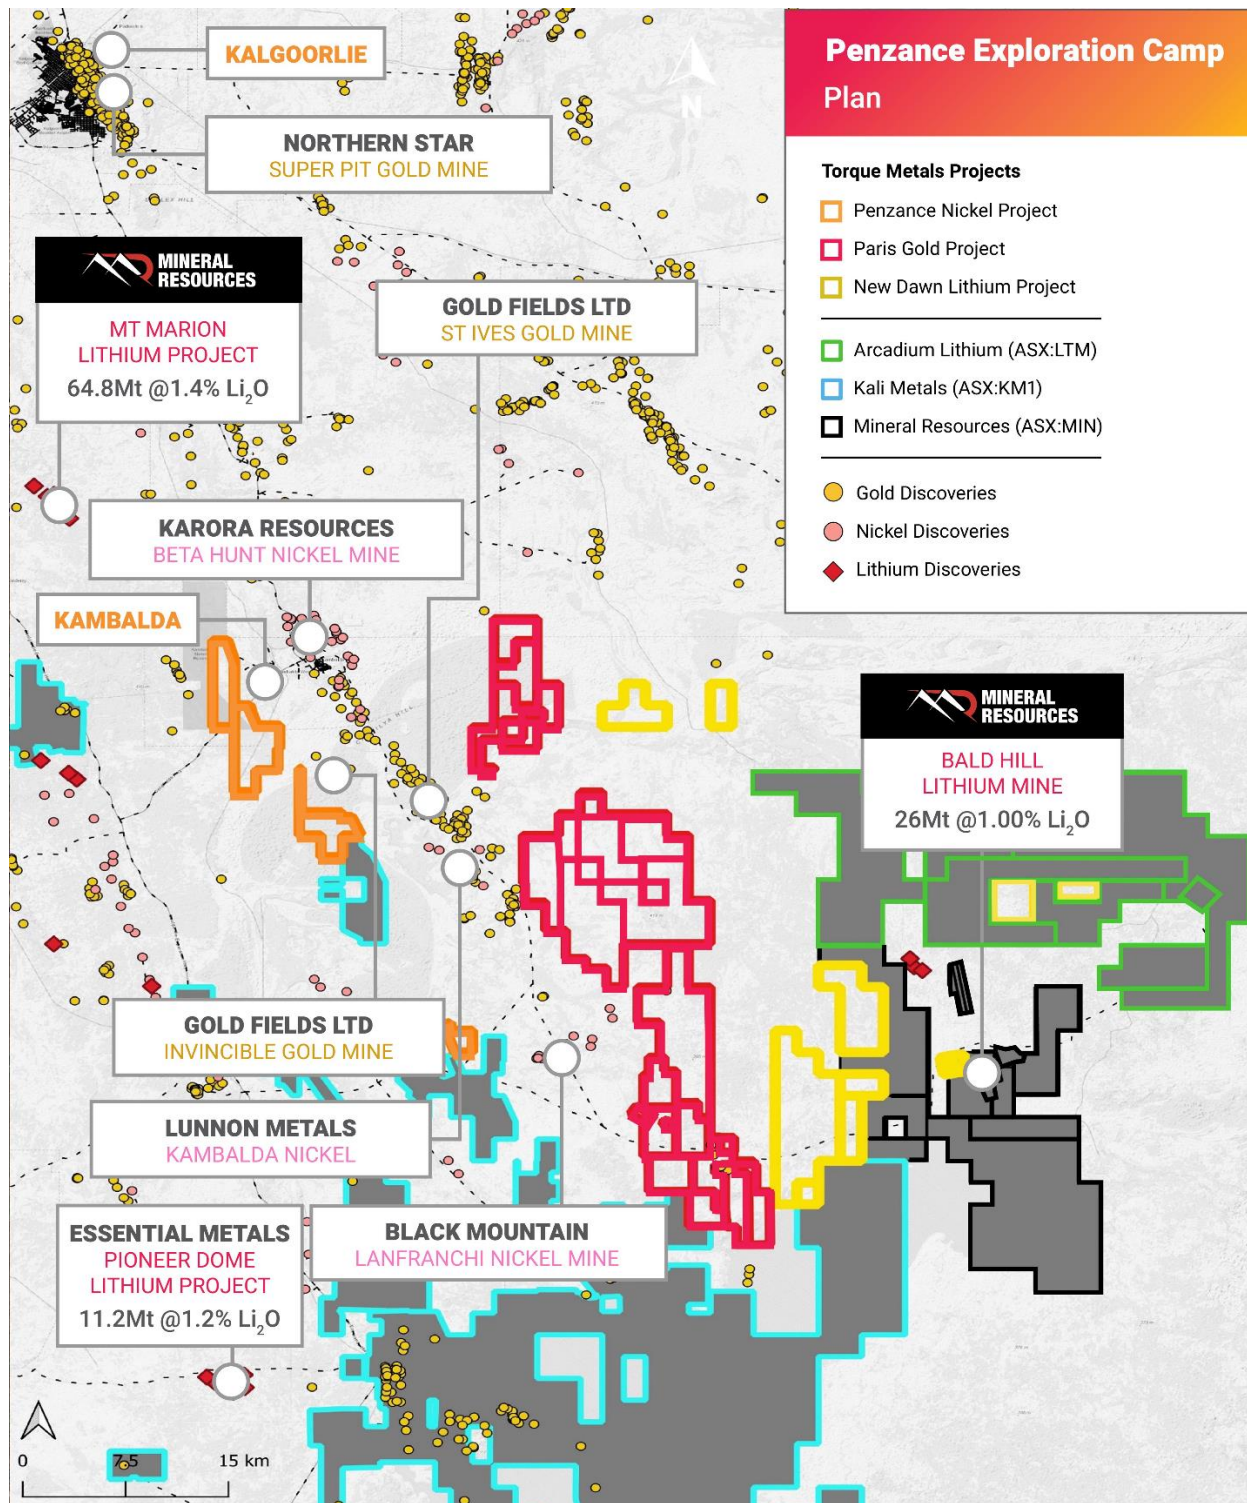 Penzance Exploration Camp
Plan
Torque Metals Projects
Penzance Nickel Project
Paris Gold Project
New Dawn Lithium Project
Arcadium Lithium (ASX:LTM)
Kali Metals (ASX:KM1)
Mineral Resources (ASX:MIN)
Gold Discoveries
Nickel Discoveries
Lithium Discoveries
KALGOORLIE
N
NORTHERN STAR
SUPER PIT GOLD MINE
MINERAL
RESOURCES
MT MARION
LITHIUM PROJECT
64.8Mt @1.4% Li₂O
GOLD FIELDS LTD
ST IVES GOLD MINE
KARORA RESOURCES
BETA HUNT NICKEL MINE
KAMBALDA
MINERAL
RESOURCES
BALD HILL
LITHIUM MINE
26Mt @1.00% Li₂O
GOLD FIELDS LTD
INVINCIBLE GOLD MINE
LUNNON METALS
KAMBALDA NICKEL
ESSENTIAL METALS
PIONEER DOME
LITHIUM PROJECT
11.2Mt @1.2% Li₂O
BLACK MOUNTAIN
LANFRANCHI NICKEL MINE
0 7.5 15 km